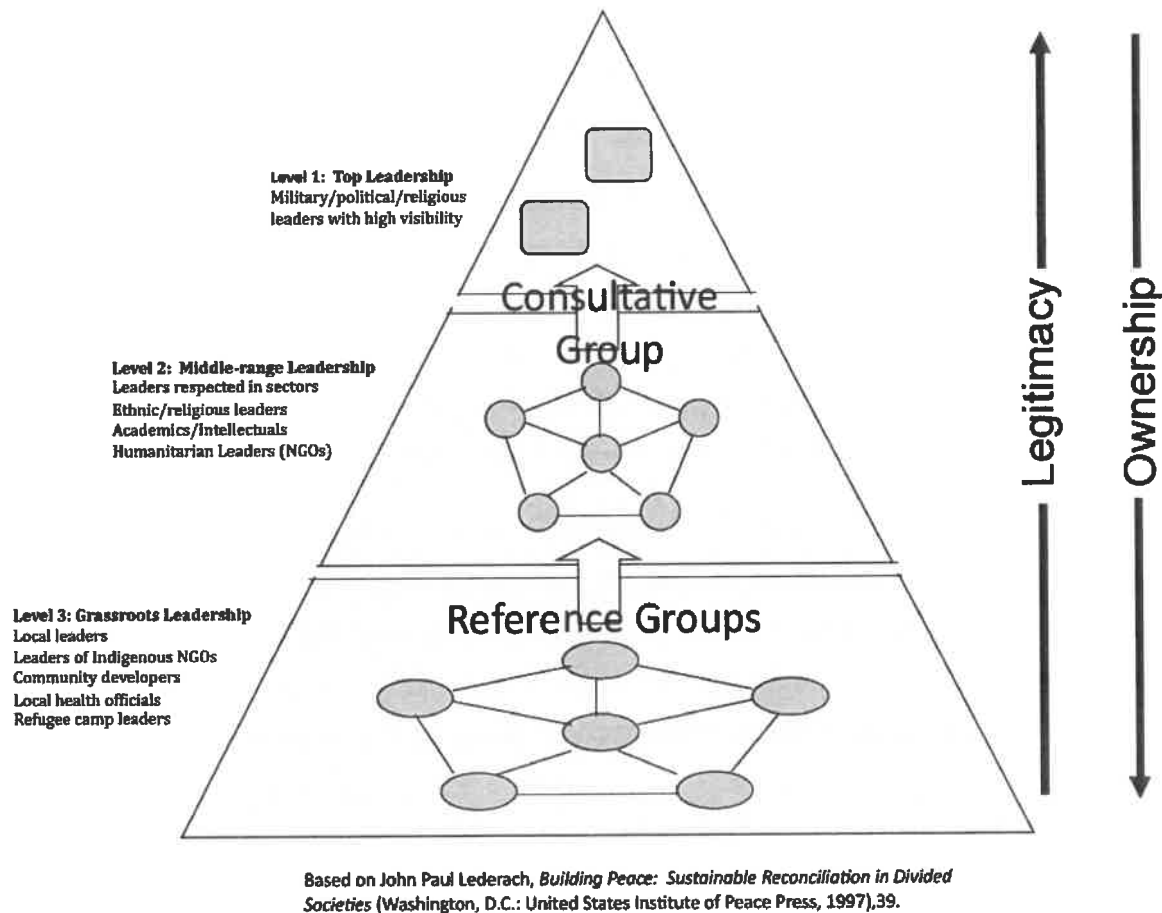 Level 1: Top Leadership
Military/political/religious
leaders with high visibility
Consultative
Group
Level 2: Middle-range Leadership
Leaders respected in sectors
Ethnic/religious leaders
Academics/Intellectuals
Humanitarian Leaders (NGOs)
Level 3: Grassroots Leadership
Local leaders
Leaders of Indigenous NGOs
Community developers
Local health officials
Refugee camp leaders
Reference Groups
Legitimacy
Ownership
Based on John Paul Lederach, Building Peace: Sustainable Reconciliation in Divided
Societies (Washington, D.C.: United States Institute of Peace Press, 1997),39.